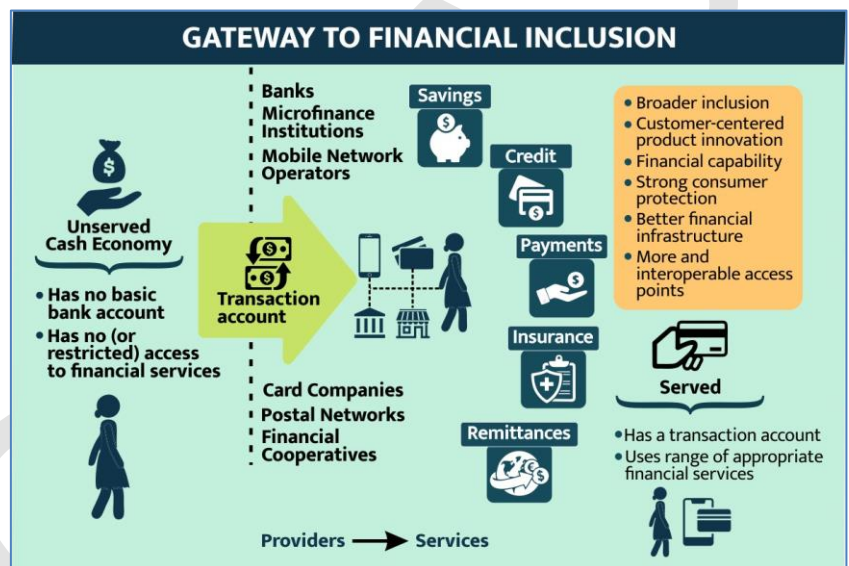 GATEWAY TO FINANCIAL INCLUSION
Unserved
Cash Economy
• Has no basic
bank account
• Has no (or
restricted) access
to financial services
Transaction
account
Banks
Microfinance
Institutions
Mobile Network
Operators
Card Companies
Postal Networks
Financial
Cooperatives
Providers → Services
Savings
Credit
Payments
Insurance
Remittances
• Broader inclusion
• Customer-centered
product innovation
• Financial capability
• Strong consumer
protection
• Better financial
infrastructure
• More and
interoperable access
points
Served
• Has a transaction account
• Uses range of appropriate
financial services